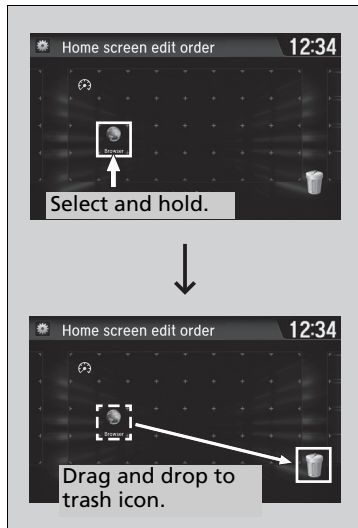 Home screen edit order 12:34
Browser
Select and hold.
Home screen edit order 12:34
Browser
Drag and drop to
trash icon.